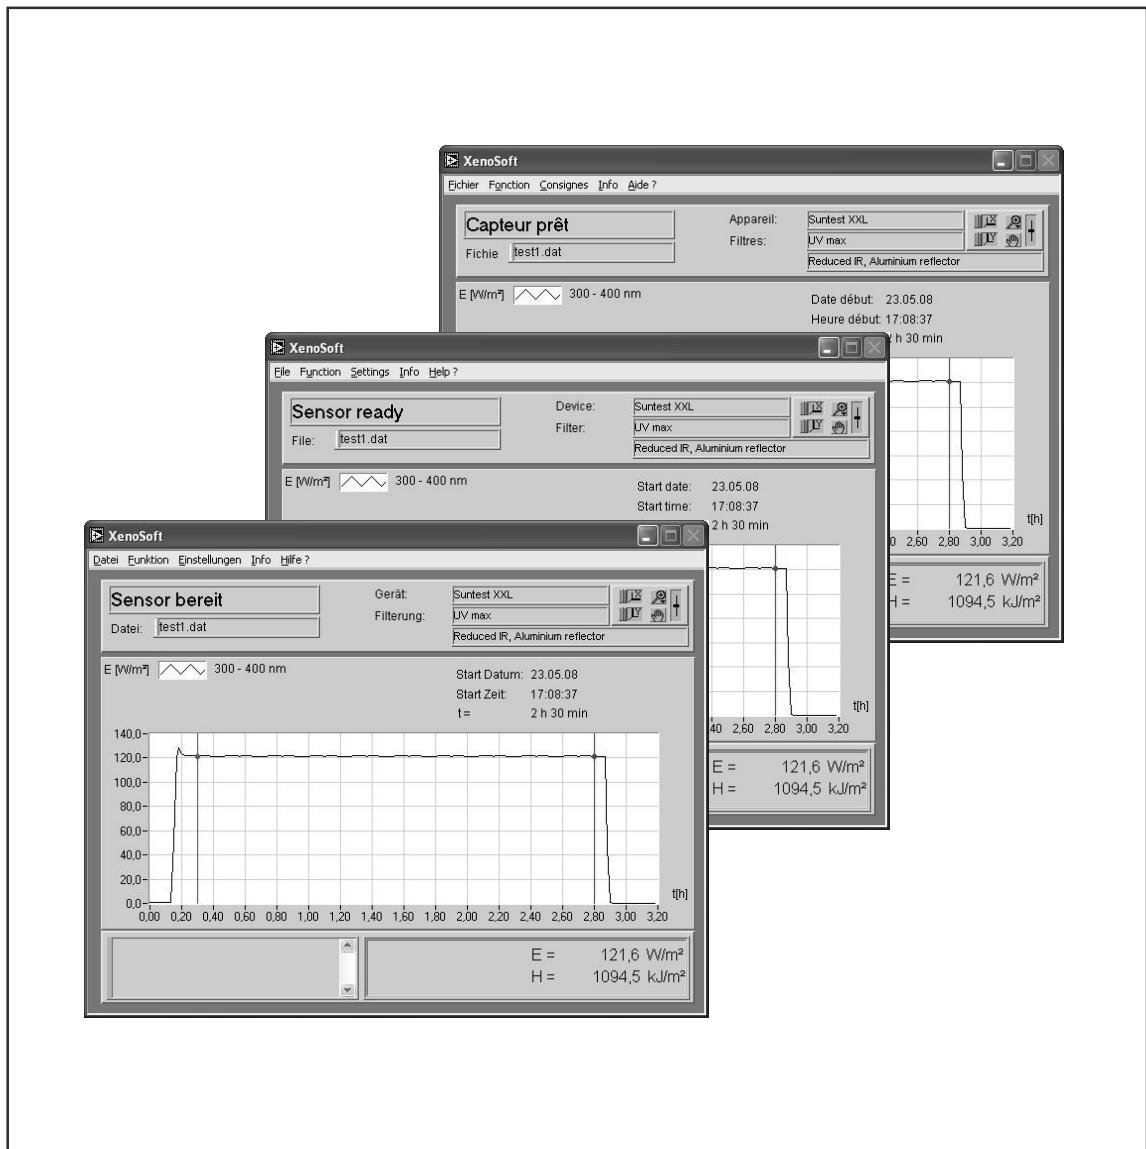 XenoSoft
Fichier Fonction Consignes Info Aide ?
Capteur prêt
Fichie test1.dat
Appareil: Suntest XXL
Filtres: UV max
Reduced IR, Aluminium reflector
E [W/m²] 300 - 400 nm
Date début: 23.05.08
Heure début: 17:08:37
2 h 30 min
t[h]
2,60 2,80 3,00 3,20
E = 121,6 W/m²
H = 1094,5 kJ/m²
XenoSoft
File Function Settings Info Help ?
Sensor ready
File: test1.dat
Device: Suntest XXL
Filter: UV max
Reduced IR, Aluminium reflector
E [W/m²] 300 - 400 nm
Start date: 23.05.08
Start time: 17:08:37
2 h 30 min
t[h]
2,60 2,80 3,00 3,20
E = 121,6 W/m²
H = 1094,5 kJ/m²
XenoSoft
Datei Funktion Einstellungen Info Hilfe ?
Sensor bereit
Datei: test1.dat
Gerät: Suntest XXL
Filterung: UV max
Reduced IR, Aluminium reflector
E [W/m²] 300 - 400 nm
Start Datum: 23.05.08
Start Zeit: 17:08:37
t = 2 h 30 min
140,0
120,0
100,0
80,0
60,0
40,0
20,0
0,0
t[h]
0,00 0,20 0,40 0,60 0,80 1,00 1,20 1,40 1,60 1,80 2,00 2,20 2,40 2,60 2,80 3,00 3,20
E = 121,6 W/m²
H = 1094,5 kJ/m²